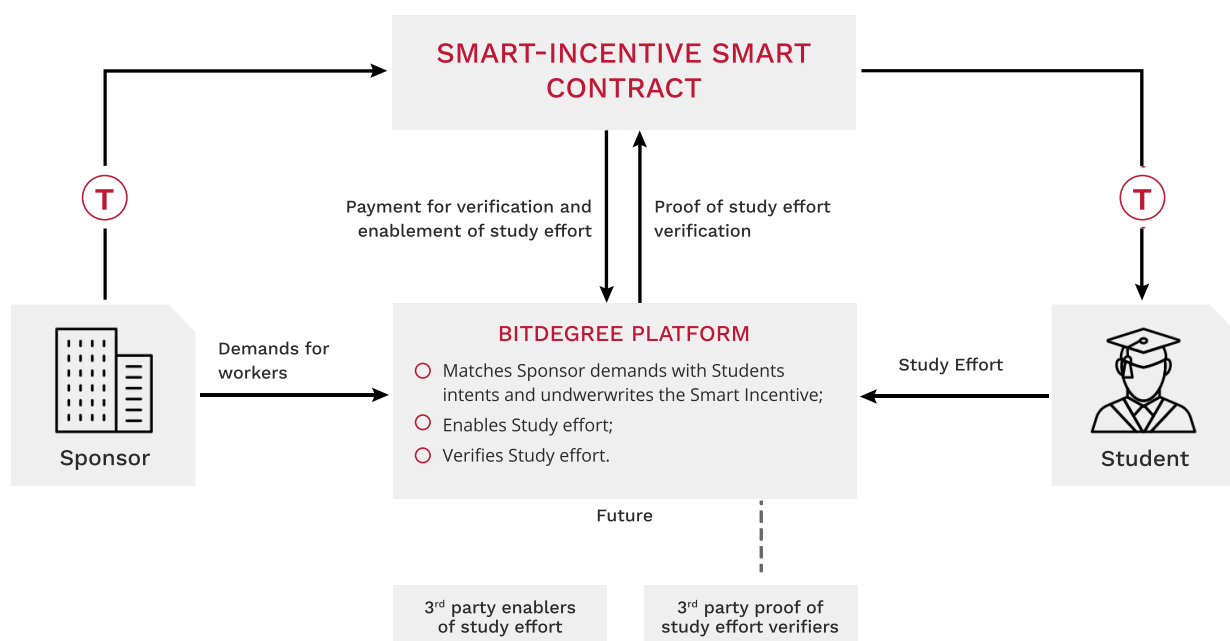 SMART-INCENTIVE SMART
CONTRACT
T
T
Payment for verification and
enablement of study effort
Proof of study effort
verification
Sponsor
Demands for
workers
BITDEGREE PLATFORM
Matches Sponsor demands with Students
intents and undwerwrites the Smart Incentive;
Enables Study effort;
Verifies Study effort.
Study Effort
Student
Future
3rd party enablers
of study effort
3rd party proof of
study effort verifiers